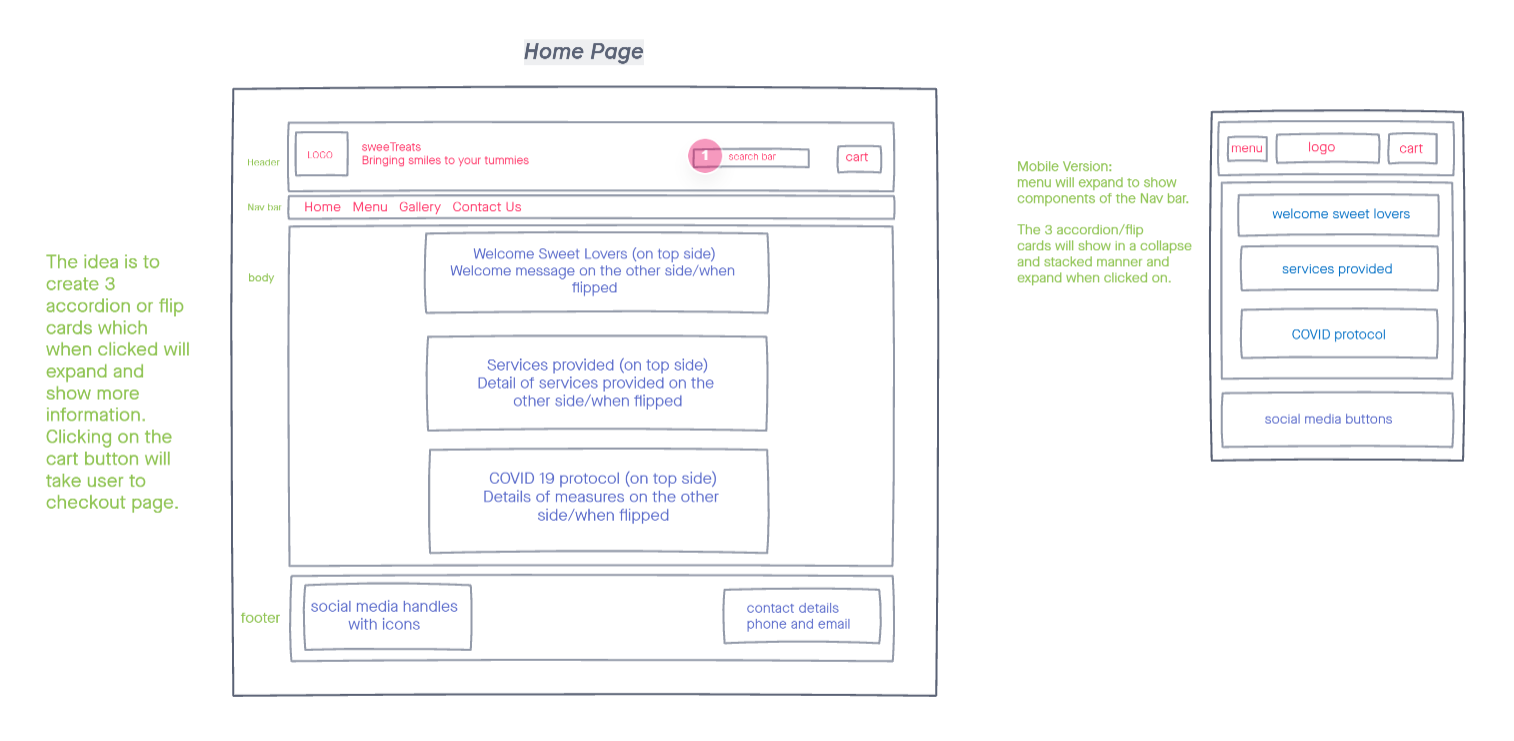 Home Page
The idea is to
create 3
accordion or flip
cards which
when clicked will
expand and
show more
information.
Clicking on the
cart button will
take user to
checkout page.
Header
LOGO
sweeTreats
Bringing smiles to your tummies
1
search bar
cart
Nav bar
Home Menu Gallery Contact Us
body
Welcome Sweet Lovers (on top side)
Welcome message on the other side/when
flipped
Services provided (on top side)
Detail of services provided on the
other side/when flipped
COVID 19 protocol (on top side)
Details of measures on the other
side/when flipped
footer
social media handles
with icons
contact details
phone and email
Mobile Version:
menu will expand to show
components of the Nav bar.
The 3 accordion/flip
cards will show in a collapse
and stacked manner and
expand when clicked on.
menu
logo
cart
welcome sweet lovers
services provided
COVID protocol
social media buttons